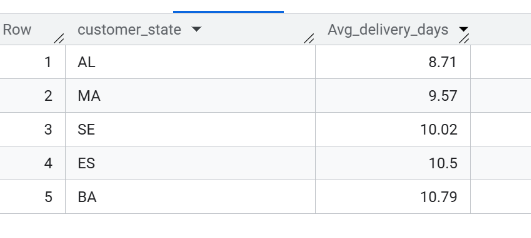 Row customer_state Avg_delivery_days
1 AL 8.71
2 MA 9.57
3 SE 10.02
4 ES 10.5
5 BA 10.79